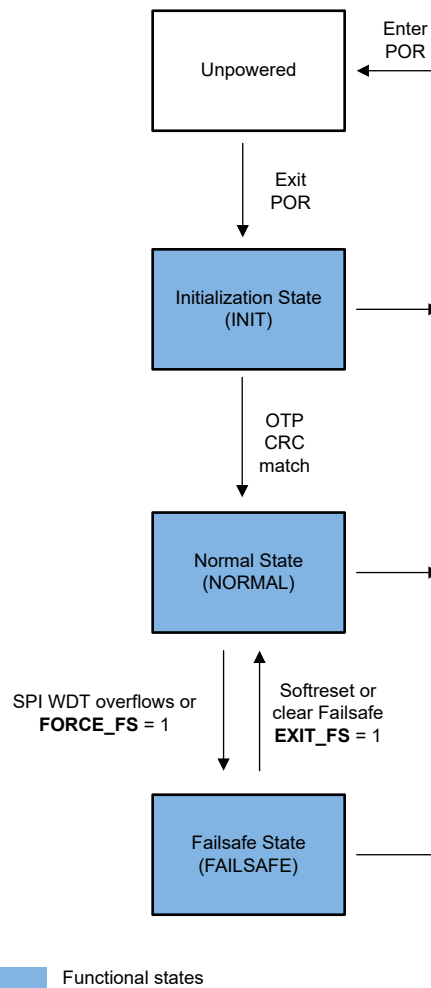 Enter
POR
Unpowered
Exit
POR
Initialization State
(INIT)
OTP
CRC
match
Normal State
(NORMAL)
SPI WDT overflows or
FORCE_FS = 1
Softreset or
clear Failsafe
EXIT_FS = 1
Failsafe State
(FAILSAFE)
Functional states